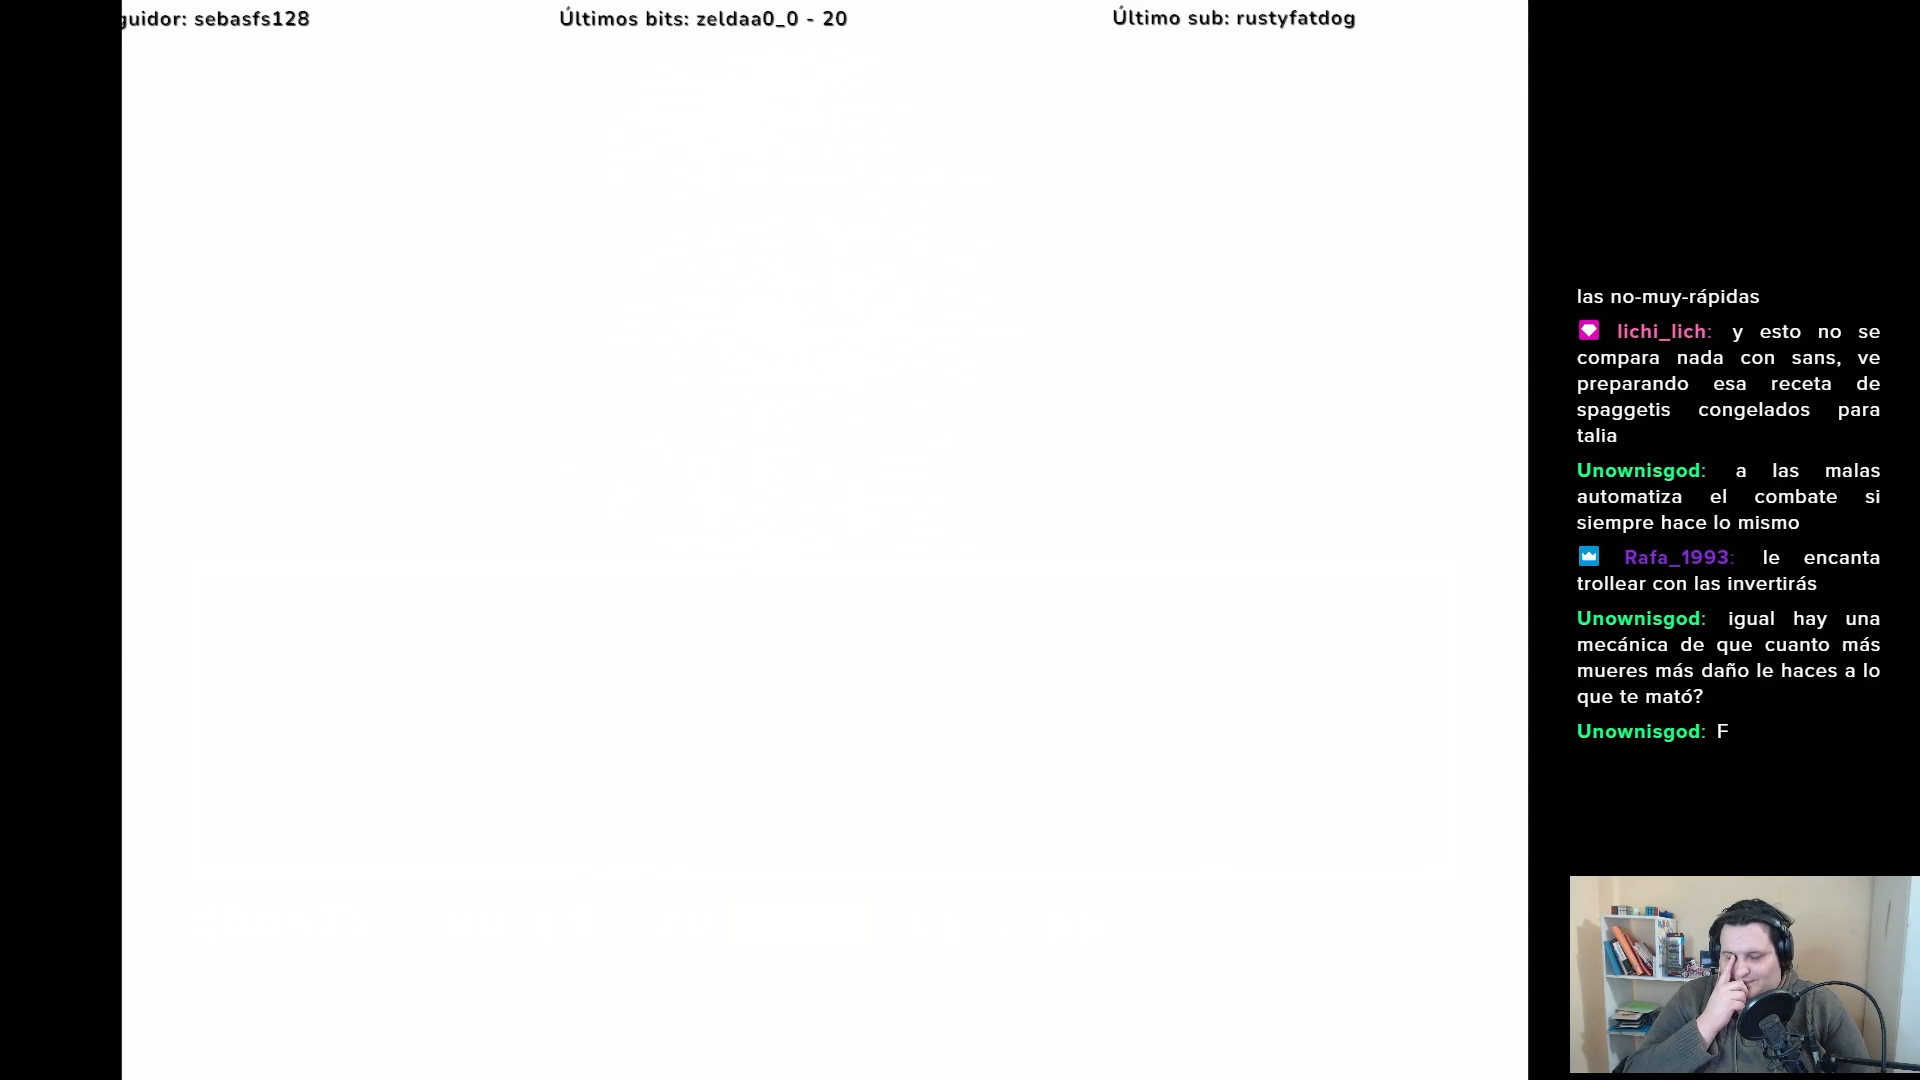 guidor: sebasfs128
Últimos bits: zeldaa0_0 - 20
Último sub: rustyfatdog
las no-muy-rápidas
lichi_lich: y esto no se
compara nada con sans, ve
preparando esa receta de
spaggetis congelados para
talia
Unownisgod: a las malas
automatiza el combate si
siempre hace lo mismo
Rafa_1993: le encanta
trollear con las invertirás
Unownisgod: igual hay una
mecánica de que cuanto más
mueres más daño le haces a lo
que te mató?
Unownisgod: F